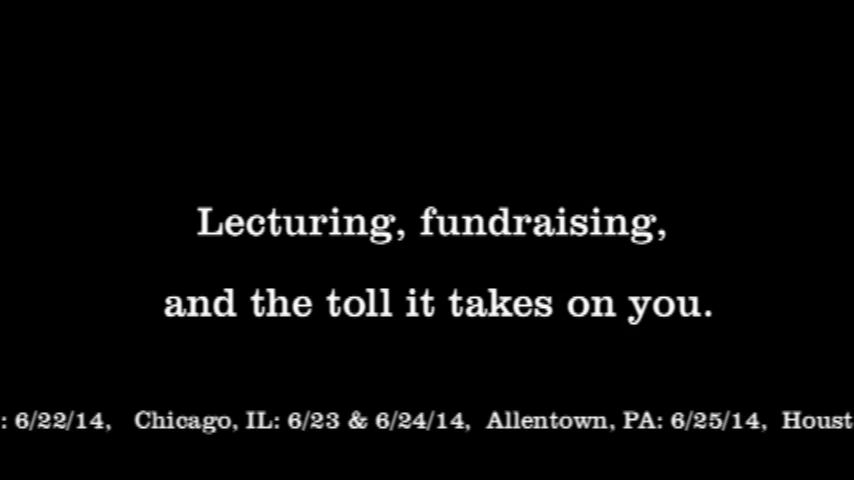 Lecturing, fundraising,
and the toll it takes on you.
: 6/22/14, Chicago, IL: 6/23 & 6/24/14, Allentown, PA: 6/25/14, Houst